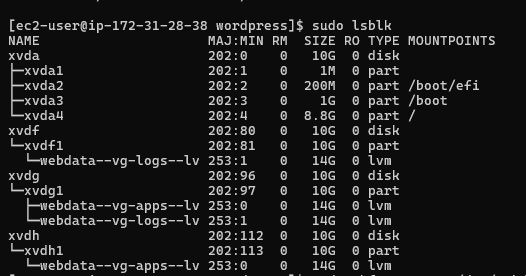 [ec2-user@ip-172-31-28-38 wordpress]$ sudo lsblk
NAME                     MAJ:MIN RM  SIZE RO TYPE MOUNTPOINTS
xvda                     202:0    0   10G  0 disk
├─xvda1                  202:1    0    1M  0 part
├─xvda2                  202:2    0  200M  0 part /boot/efi
├─xvda3                  202:3    0    1G  0 part /boot
└─xvda4                  202:4    0  8.8G  0 part /
xvdf                     202:80   0   10G  0 disk
└─xvdf1                  202:81   0   10G  0 part
  └─webdata--vg-logs--lv 253:1    0   14G  0 lvm
xvdg                     202:96   0   10G  0 disk
└─xvdg1                  202:97   0   10G  0 part
  ├─webdata--vg-apps--lv 253:0    0   14G  0 lvm
  └─webdata--vg-logs--lv 253:1    0   14G  0 lvm
xvdh                     202:112  0   10G  0 disk
└─xvdh1                  202:113  0   10G  0 part
  └─webdata--vg-apps--lv 253:0    0   14G  0 lvm